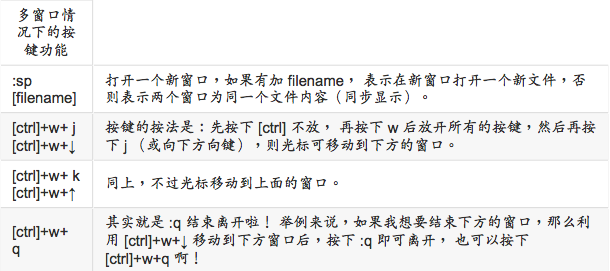 多窗口情
况下的按
键功能
:sp
[filename]
打开一个新窗口，如果有加 filename， 表示在新窗口打开一个新文件，否
则表示两个窗口为同一个文件内容（同步显示）。
[ctrl]+w+ j
[ctrl]+w+↓
按键的按法是：先按下 [ctrl] 不放， 再按下 w 后放开所有的按键，然后再按
下 j （或向下方向键），则光标可移动到下方的窗口。
[ctrl]+w+ k
[ctrl]+w+↑
同上，不过光标移动到上面的窗口。
[ctrl]+w+
q
其实就是 :q 结束离开啦！ 举例来说，如果我想要结束下方的窗口，那么利
用 [ctrl]+w+↓ 移动到下方窗口后，按下 :q 即可离开， 也可以按下
[ctrl]+w+q 啊！